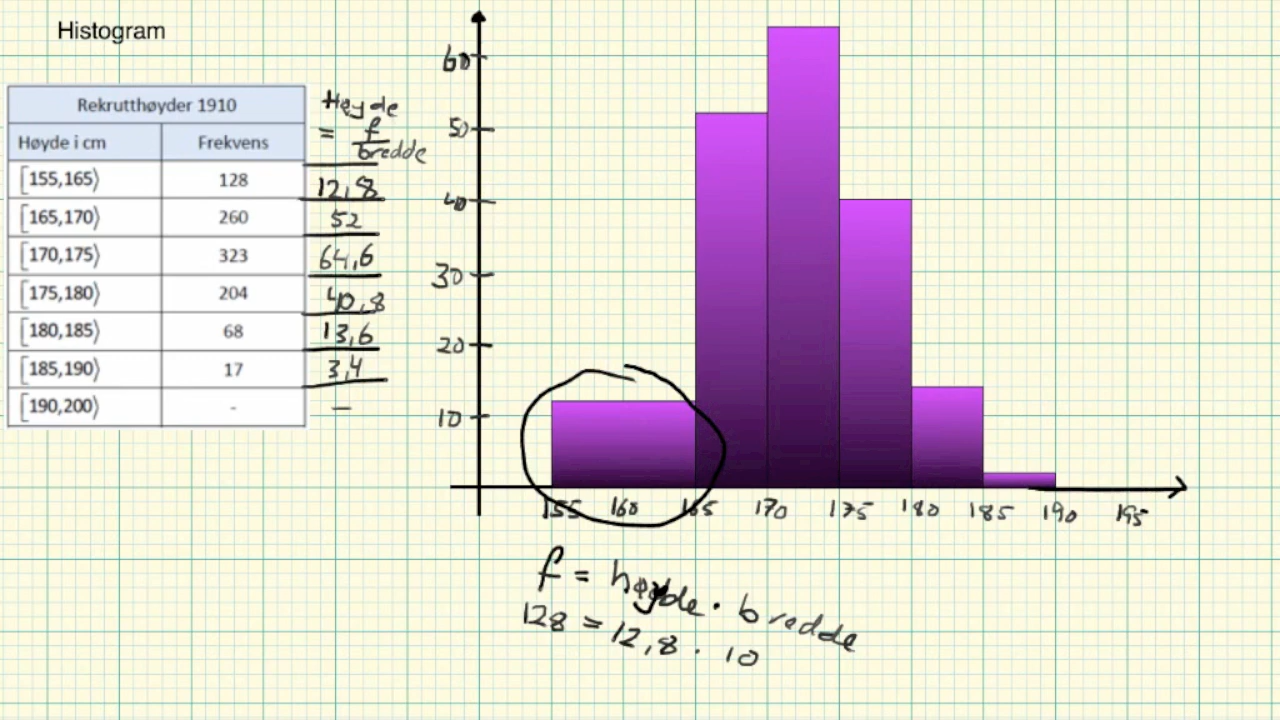 Histogram
Rekrutthøyder 1910
Høyde i cm Frekvens
[155,165⟩ 128
[165,170⟩ 260
[170,175⟩ 323
[175,180⟩ 204
[180,185⟩ 68
[185,190⟩ 17
[190,200⟩ -
Høyde
= f
bredde
12,8
52
64,6
40,8
13,6
3,4
—
60
50
40
30
20
10
155 160 165 170 175 180 185 190 195
f = høyde · bredde
128 = 12,8 · 10